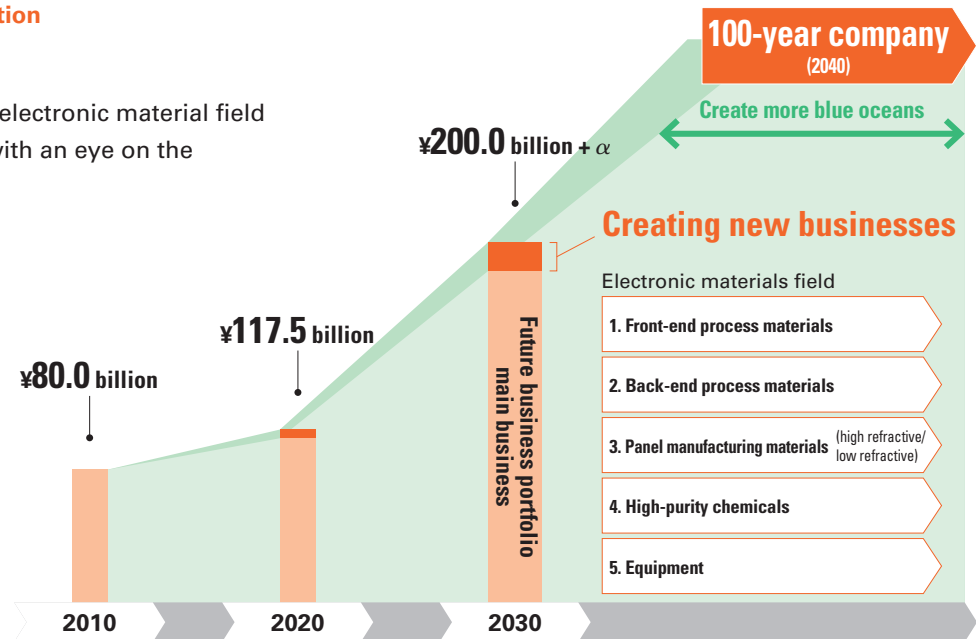 tion
electronic material field
with an eye on the
100-year company
(2040)
Create more blue oceans
¥200.0 billion + α
Creating new businesses
Electronic materials field
1. Front-end process materials
2. Back-end process materials
3. Panel manufacturing materials (high refractive/
low refractive)
4. High-purity chemicals
5. Equipment
¥117.5 billion
¥80.0 billion
Future business portfolio
main business
2010
2020
2030